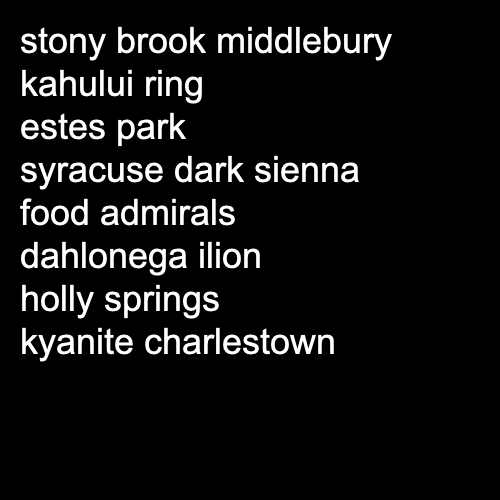 stony brook middlebury
kahului ring
estes park
syracuse dark sienna
food admirals
dahlonega ilion
holly springs
kyanite charlestown